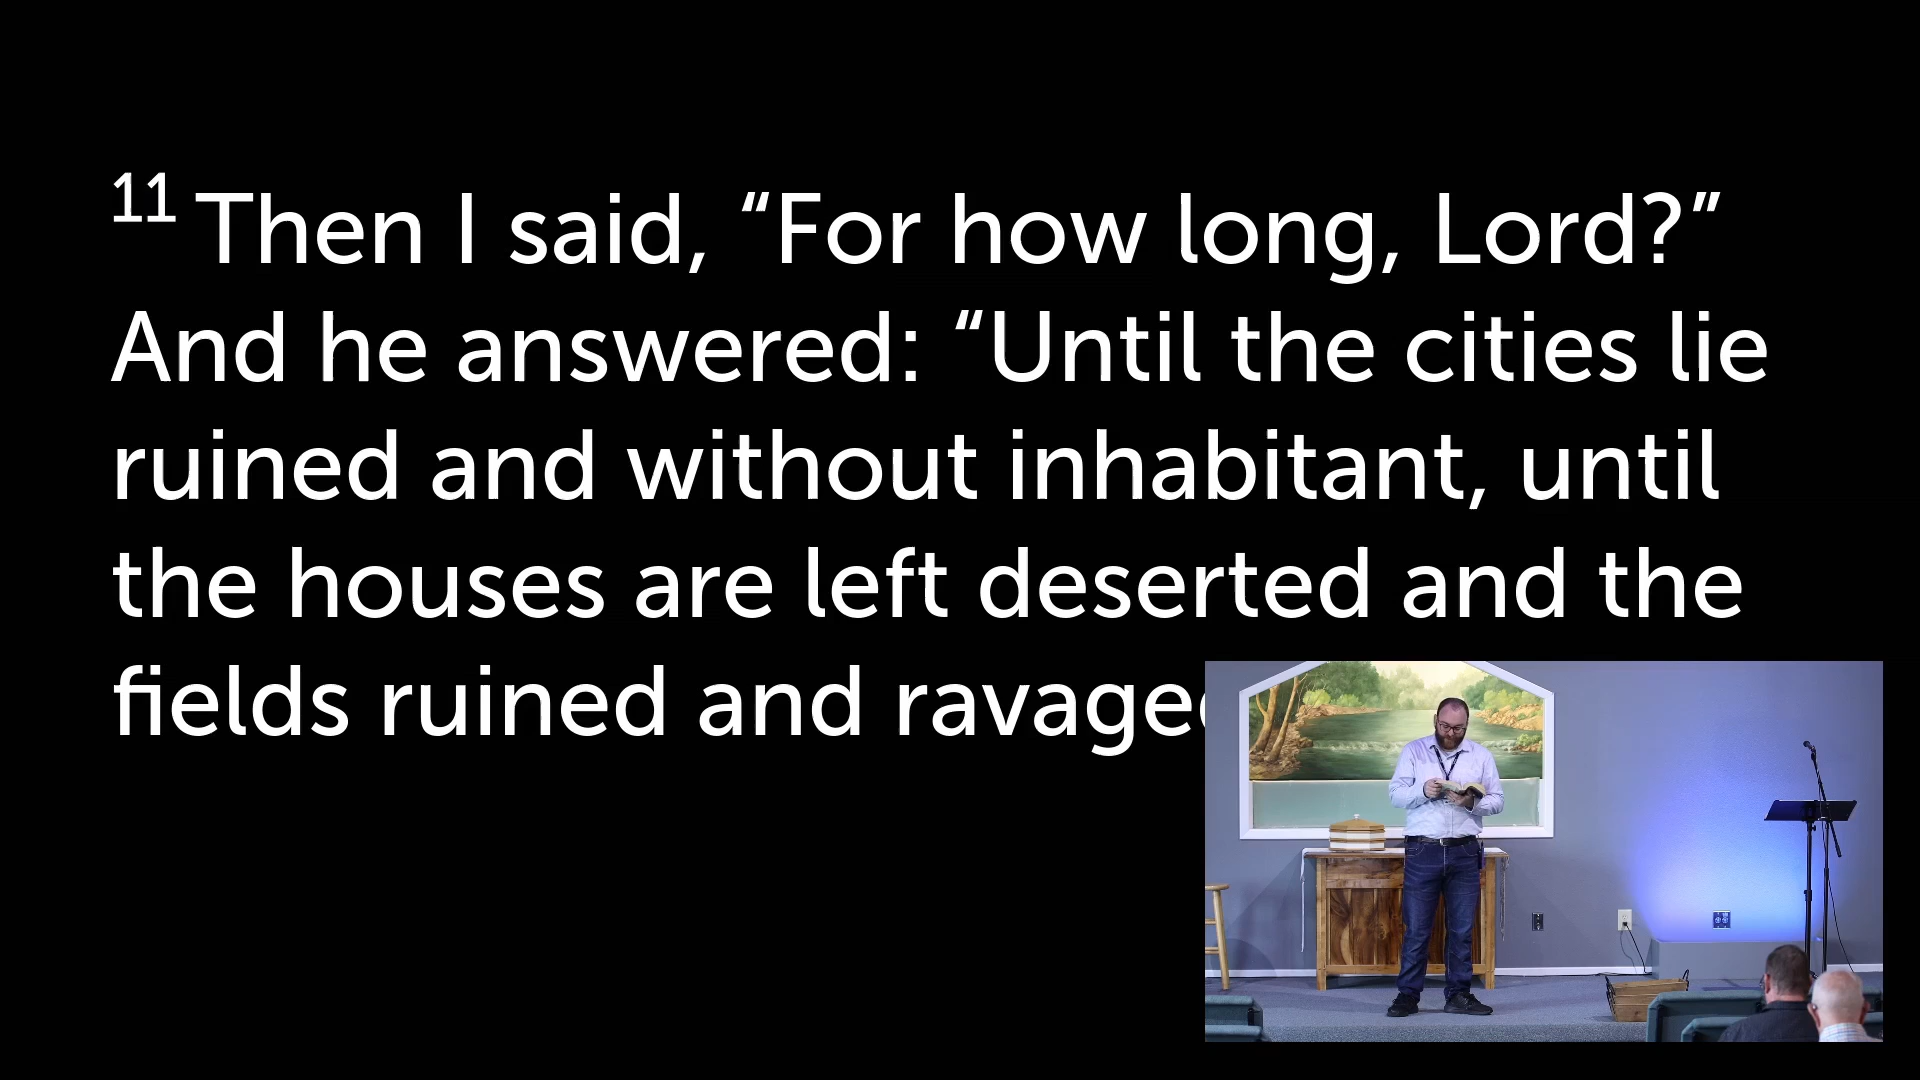 11 Then I said, “For how long, Lord?”
And he answered: “Until the cities lie
ruined and without inhabitant, until
the houses are left deserted and the
fields ruined and